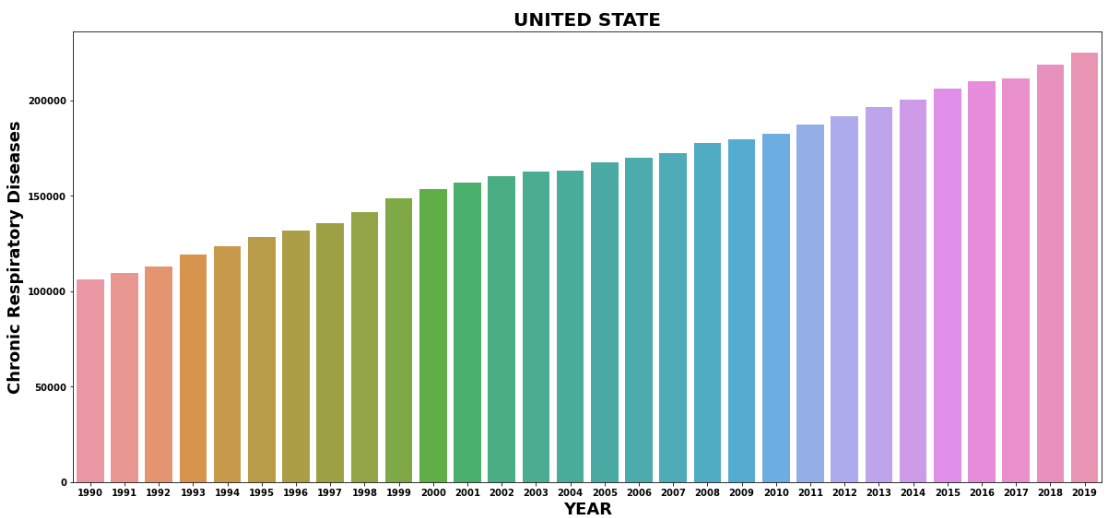 UNITED STATE
Chronic Respiratory Diseases
200000
150000
100000
50000
0
1990 1991 1992 1993 1994 1995 1996 1997 1998 1999 2000 2001 2002 2003 2004 2005 2006 2007 2008 2009 2010 2011 2012 2013 2014 2015 2016 2017 2018 2019
YEAR